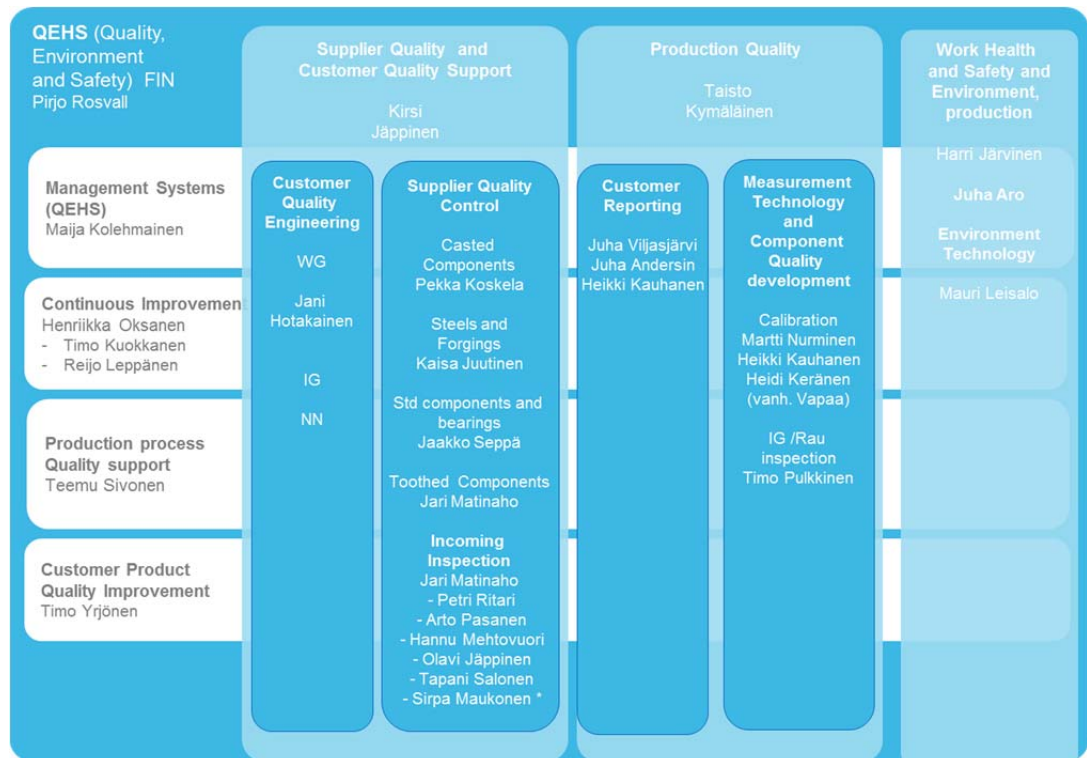 QEHS (Quality,
Environment
and Safety) FIN
Pirjo Rosvall
Supplier Quality and
Customer Quality Support
Kirsi
Jäppinen
Production Quality
Taisto
Kymäläinen
Work Health
and Safety and
Environment,
production
Harri Järvinen
Juha Aro
Environment
Technology
Mauri Leisalo
Management Systems
(QEHS)
Maija Kolehmainen
Continuous Improvement
Henriikka Oksanen
- Timo Kuokkanen
- Reijo Leppänen
Production process
Quality support
Teemu Sivonen
Customer Product
Quality Improvement
Timo Yrjönen
Customer
Quality
Engineering
WG
Jani
Hotakainen
IG
NN
Supplier Quality
Control
Casted
Components
Pekka Koskela
Steels and
Forgings
Kaisa Juutinen
Std components and
bearings
Jaakko Seppä
Toothed Components
Jari Matinaho
Incoming
Inspection
Jari Matinaho
- Petri Ritari
- Arto Pasanen
- Hannu Mehtovuori
- Olavi Jäppinen
- Tapani Salonen
- Sirpa Maukonen *
Customer
Reporting
Juha Viljasjärvi
Juha Andersin
Heikki Kauhanen
Measurement
Technology
and
Component
Quality
development
Calibration
Martti Nurminen
Heikki Kauhanen
Heidi Keränen
(vanh. Vapaa)
IG /Rau
inspection
Timo Pulkkinen